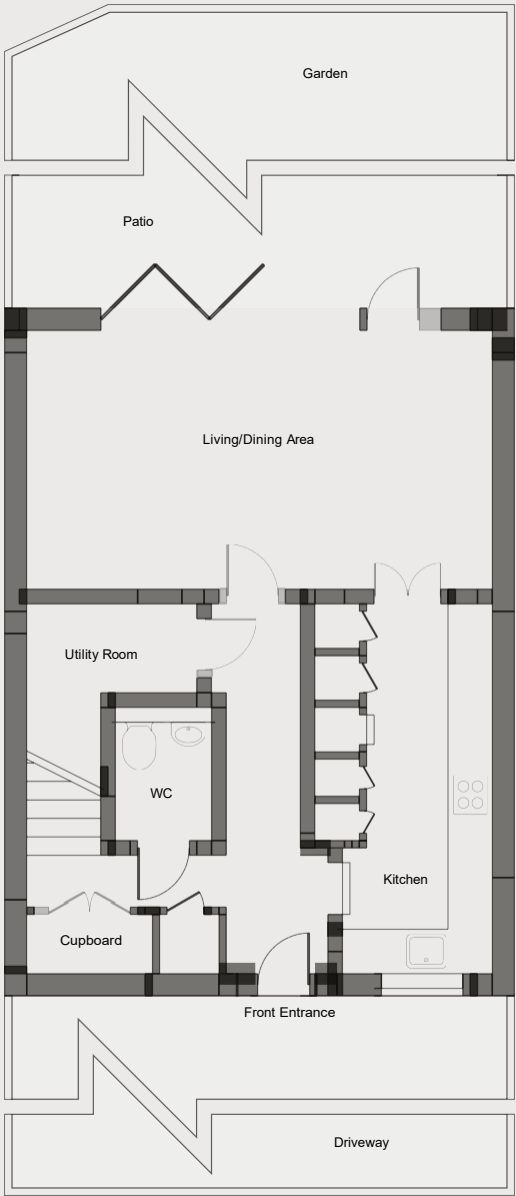 Garden
Patio
Living/Dining Area
Utility Room
WC
Kitchen
Cupboard
Front Entrance
Driveway